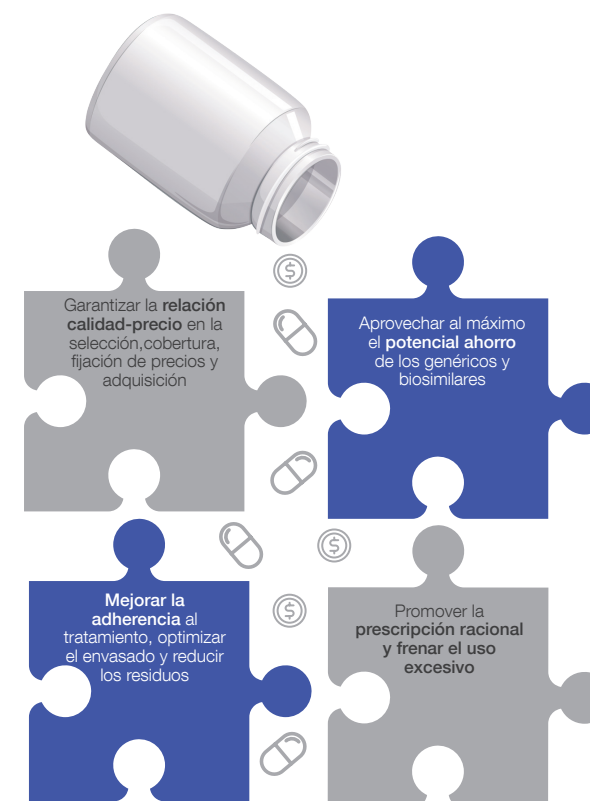 Garantizar la relación
calidad-precio en la
selección,cobertura,
fijación de precios y
adquisición
Aprovechar al máximo
el potencial ahorro
de los genéricos y
biosimilares
Mejorar la
adherencia al
tratamiento, optimizar
el envasado y reducir
los residuos
Promover la
prescripción racional
y frenar el uso
excesivo